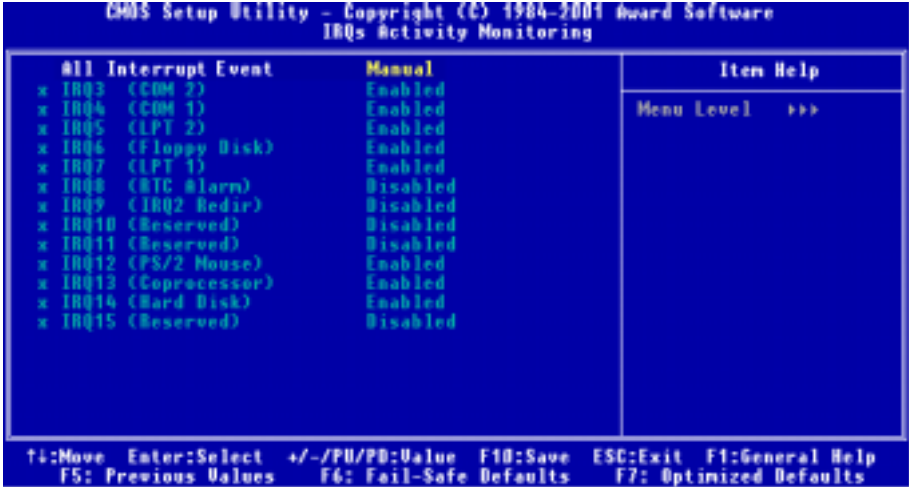 CMOS Setup Utility - Copyright (C) 1984-2001 Award Software
IRQs Activity Monitoring
All Interrupt Event Manual
x IRQ3 (COM 2) Enabled
x IRQ4 (COM 1) Enabled
x IRQ5 (LPT 2) Enabled
x IRQ6 (Floppy Disk) Enabled
x IRQ7 (LPT 1) Enabled
x IRQ8 (RTC Alarm) Disabled
x IRQ9 (IRQ2 Redir) Disabled
x IRQ10 (Reserved) Disabled
x IRQ11 (Reserved) Disabled
x IRQ12 (PS/2 Mouse) Enabled
x IRQ13 (Coprocessor) Enabled
x IRQ14 (Hard Disk) Enabled
x IRQ15 (Reserved) Disabled
Item Help
Menu Level ▸▸▸
↑↓:Move Enter:Select +/-/PU/PD:Value F10:Save ESC:Exit F1:General Help
F5: Previous Values F6: Fail-Safe Defaults F7: Optimized Defaults